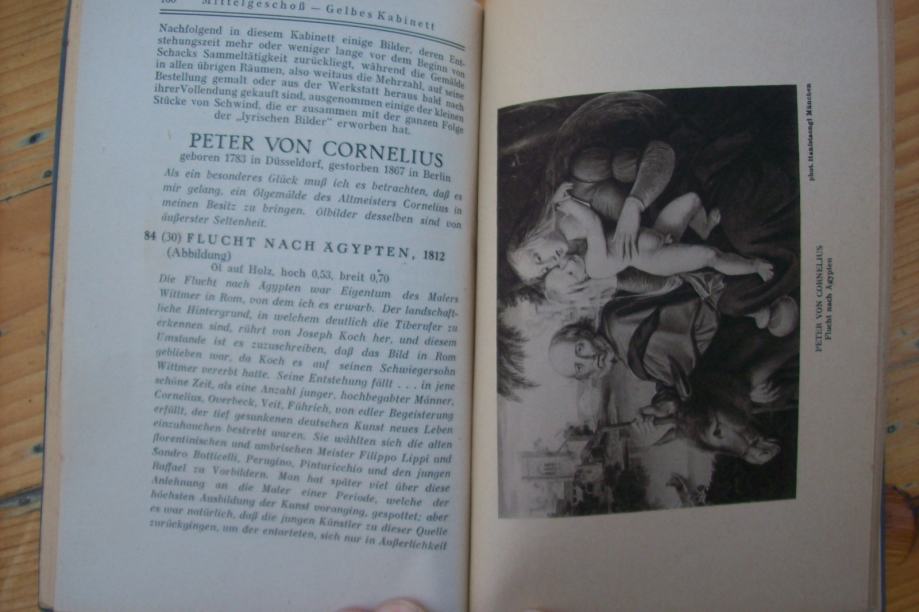 160 Mittelgeschoß — Gelbes Kabinett
Nachfolgend in diesem Kabinett einige Bilder, deren Ent-
stehungszeit mehr oder weniger lange vor dem Beginn von
Schacks Sammeltätigkeit zurückliegt, während die Gemälde
in allen übrigen Räumen, also weitaus die Mehrzahl, auf seine
Bestellung gemalt oder aus der Werkstatt heraus bald nach
ihrer Vollendung gekauft sind, ausgenommen einige der kleinen
Stücke von Schwind, die er zusammen mit der ganzen Folge
der „lyrischen Bilder“ erworben hat.
PETER VON CORNELIUS
geboren 1783 in Düsseldorf, gestorben 1867 in Berlin
Als ein besonderes Glück muß ich es betrachten, daß es
mir gelang, ein Ölgemälde des Altmeisters Cornelius in
meinen Besitz zu bringen. Ölbilder desselben sind von
äußerster Seltenheit.
84 (30) FLUCHT NACH ÄGYPTEN, 1812
(Abbildung)
Öl auf Holz, hoch 0,53, breit 0,70
Die Flucht nach Ägypten war Eigentum des Malers
Wittmer in Rom, von dem ich es erwarb. Der landschaft-
liche Hintergrund, in welchem deutlich die Tiberufer zu
erkennen sind, rührt von Joseph Koch her, und diesem
Umstande ist es zuzuschreiben, daß das Bild in Rom
geblieben war, da Koch es auf seinen Schwiegersohn
Wittmer vererbt hatte. Seine Entstehung fällt . . . in jene
schöne Zeit, als eine Anzahl junger, hochbegabter Männer,
Cornelius, Overbeck, Veit, Führich, von edler Begeisterung
erfüllt, der tief gesunkenen deutschen Kunst neues Leben
einzuhauchen bestrebt waren. Sie wählten sich die alten
florentinischen und umbrischen Meister Filippo Lippi und
Sandro Botticelli, Perugino, Pinturicchio und den jungen
Raffael zu Vorbildern. Man hat später viel über diese
Anlehnung an die Maler einer Periode, welche der
höchsten Ausbildung der Kunst voranging, gespottet; aber
es war natürlich, daß die jungen Künstler zu dieser Quelle
zurückgingen, um der entarteten, sich nur in Äußerlichkeit
phot. Hanfstaengl München
PETER VON CORNELIUS
Flucht nach Ägypten